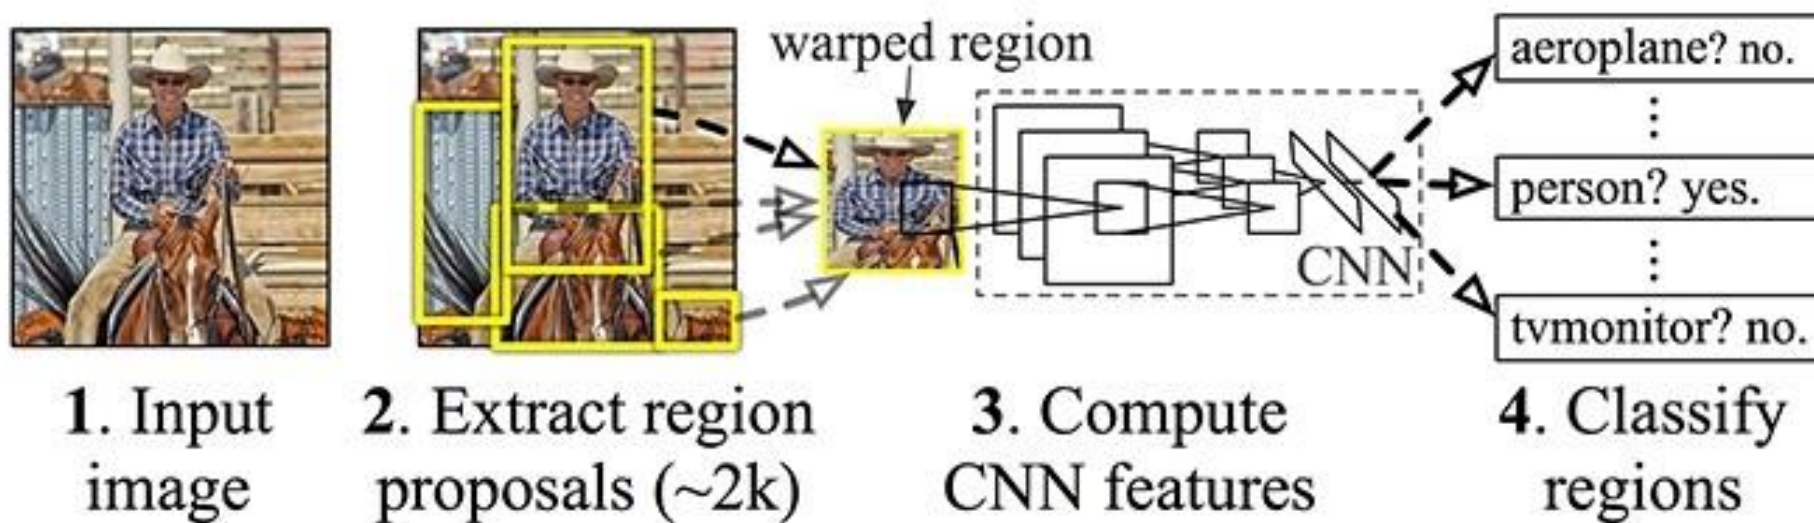 warped region
aeroplane? no.
person? yes.
CNN
tvmonitor? no.
1. Input
image
2. Extract region
proposals (~2k)
3. Compute
CNN features
4. Classify
regions